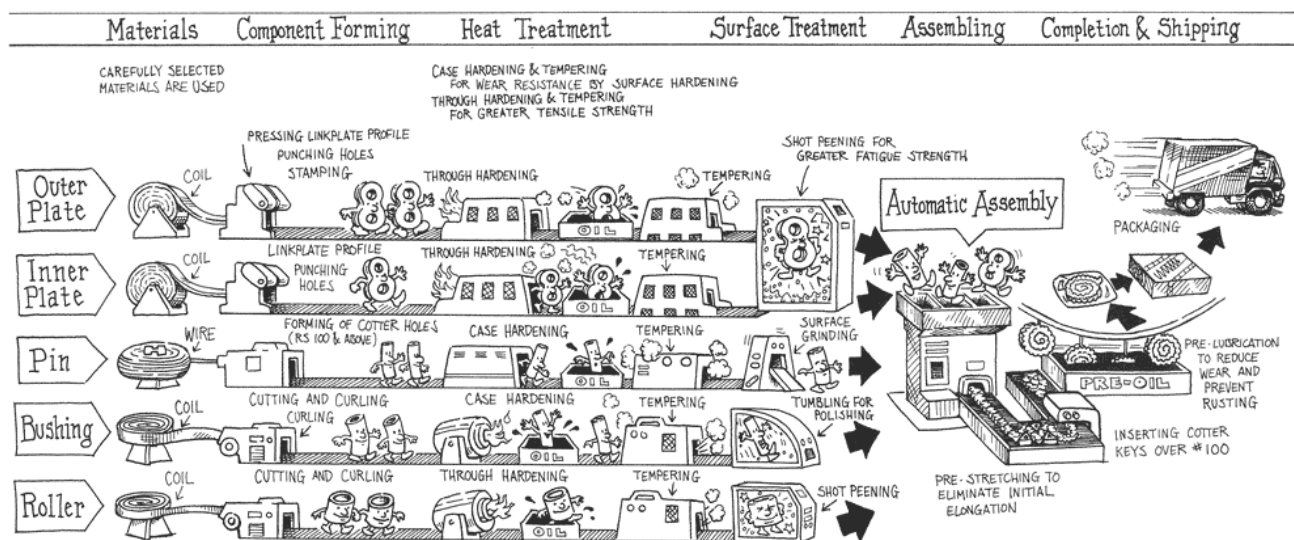 Materials
Component Forming
Heat Treatment
Surface Treatment
Assembling
Completion & Shipping
CAREFULLY SELECTED
MATERIALS ARE USED
CASE HARDENING & TEMPERING
FOR WEAR RESISTANCE BY SURFACE HARDENING
THROUGH HARDENING & TEMPERING
FOR GREATER TENSILE STRENGTH
Outer
Plate
COIL
PRESSING LINKPLATE PROFILE
PUNCHING HOLES
STAMPING
THROUGH HARDENING
OIL
TEMPERING
SHOT PEENING FOR
GREATER FATIGUE STRENGTH
Inner
Plate
COIL
LINKPLATE PROFILE
PUNCHING
HOLES
THROUGH HARDENING
OIL
TEMPERING
Pin
WIRE
FORMING OF COTTER HOLES
(RS 100 & ABOVE)
CASE HARDENING
OIL
TEMPERING
SURFACE
GRINDING
Bushing
COIL
CUTTING AND CURLING
CURLING
CASE HARDENING
OIL
TEMPERING
TUMBLING FOR
POLISHING
Roller
COIL
CUTTING AND CURLING
THROUGH HARDENING
OIL
TEMPERING
SHOT PEENING
Automatic Assembly
PRE-STRETCHING TO
ELIMINATE INITIAL
ELONGATION
INSERTING COTTER
KEYS OVER #100
PRE-OIL
PRE-LUBRICATION
TO REDUCE
WEAR AND
PREVENT
RUSTING
PACKAGING